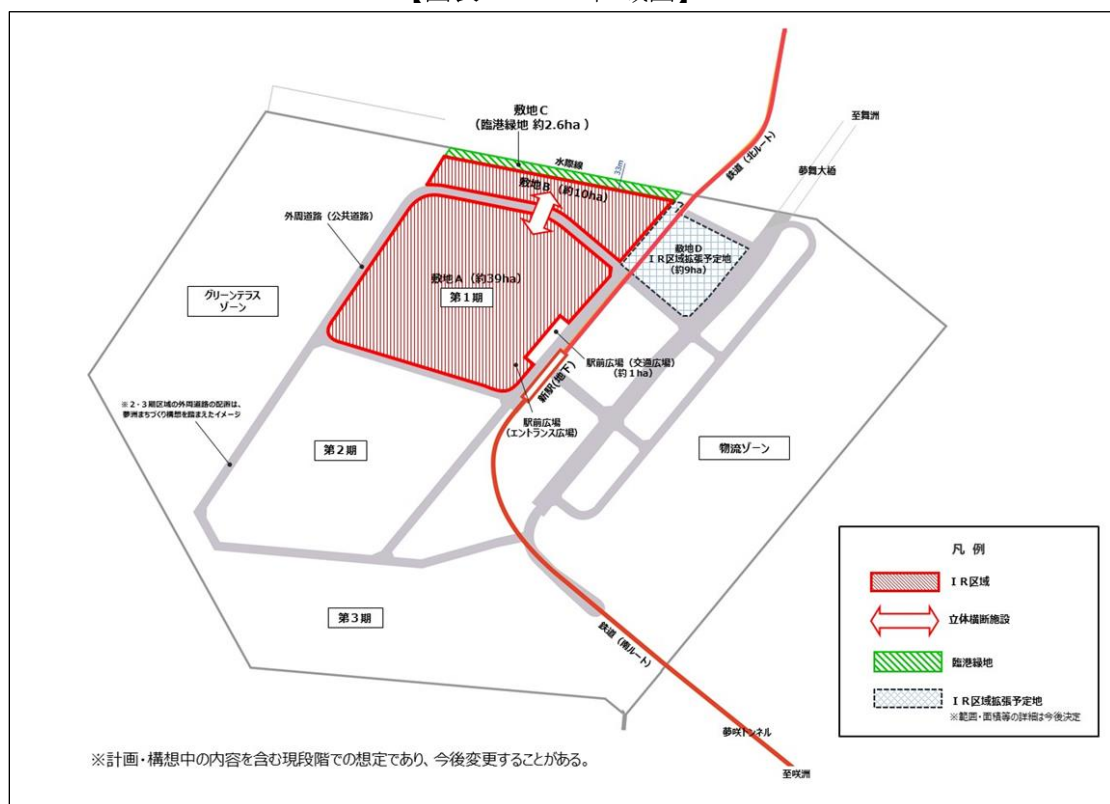 敷地C
（臨港緑地 約2.6ha ）
水際線
33m
敷地B（約10ha）
鉄道（北ルート）
至舞洲
夢舞大橋
外周道路（公共道路）
敷地D
ＩＲ区域拡張予定地
（約9ha）
敷地A（約39ha）
第１期
グリーンテラス
ゾーン
駅前広場（交通広場）
（約１ha）
新駅（地下）
駅前広場
（エントランス広場）
※２・３期区域の外周道路の配置は、
夢洲まちづくり構想を踏まえたイメージ
第２期
物流ゾーン
第３期
鉄道（南ルート）
夢咲トンネル
至咲洲
凡 例
ＩＲ区域
立体横断施設
臨港緑地
ＩＲ区域拡張予定地
※範囲・面積等の詳細は今後決定
※計画・構想中の内容を含む現段階での想定であり、今後変更することがある。